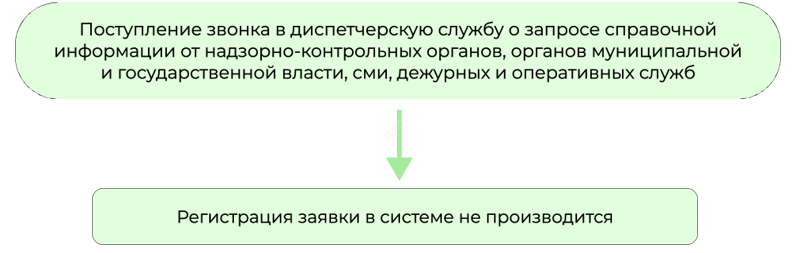 Поступление звонка в диспетчерскую службу о запросе справочной
информации от надзорно-контрольных органов, органов муниципальной
и государственной власти, сми, дежурных и оперативных служб
Регистрация заявки в системе не производится